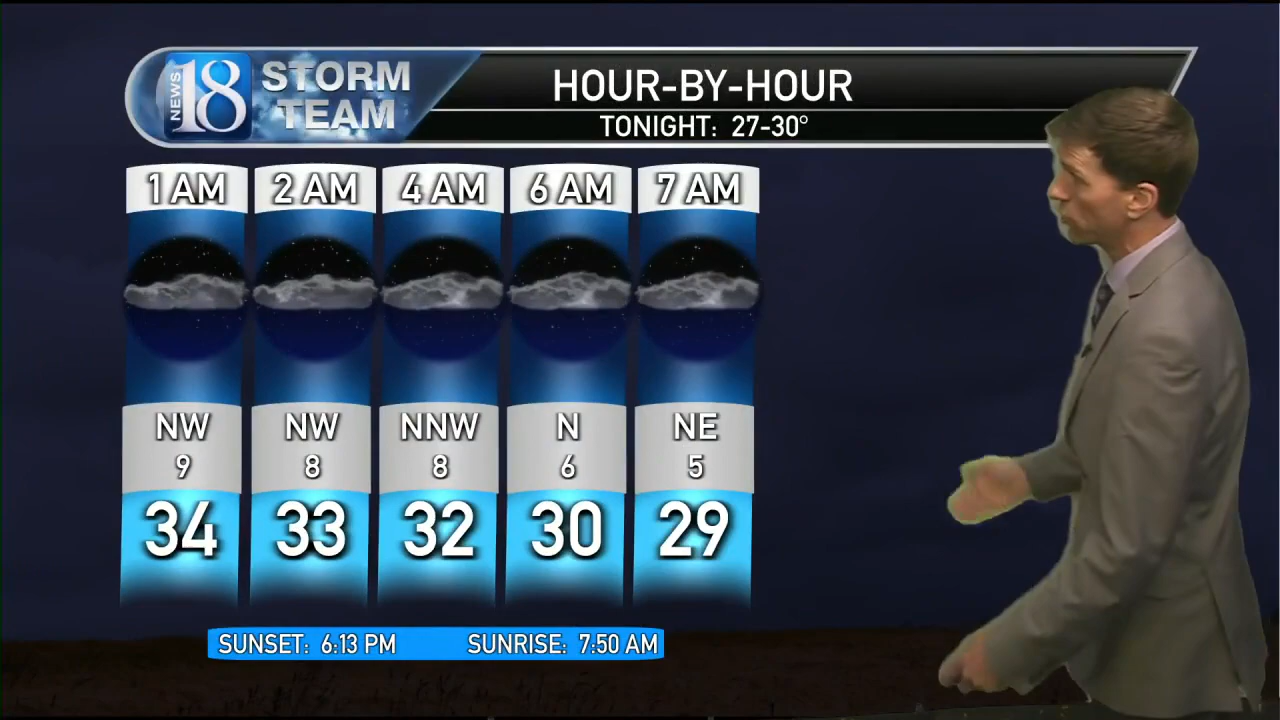 NEWS 18 STORM TEAM
HOUR-BY-HOUR
TONIGHT: 27-30°
1 AM 2 AM 4 AM 6 AM 7 AM
NW NW NNW N NE
9 8 8 6 5
34 33 32 30 29
SUNSET: 6:13 PM SUNRISE: 7:50 AM